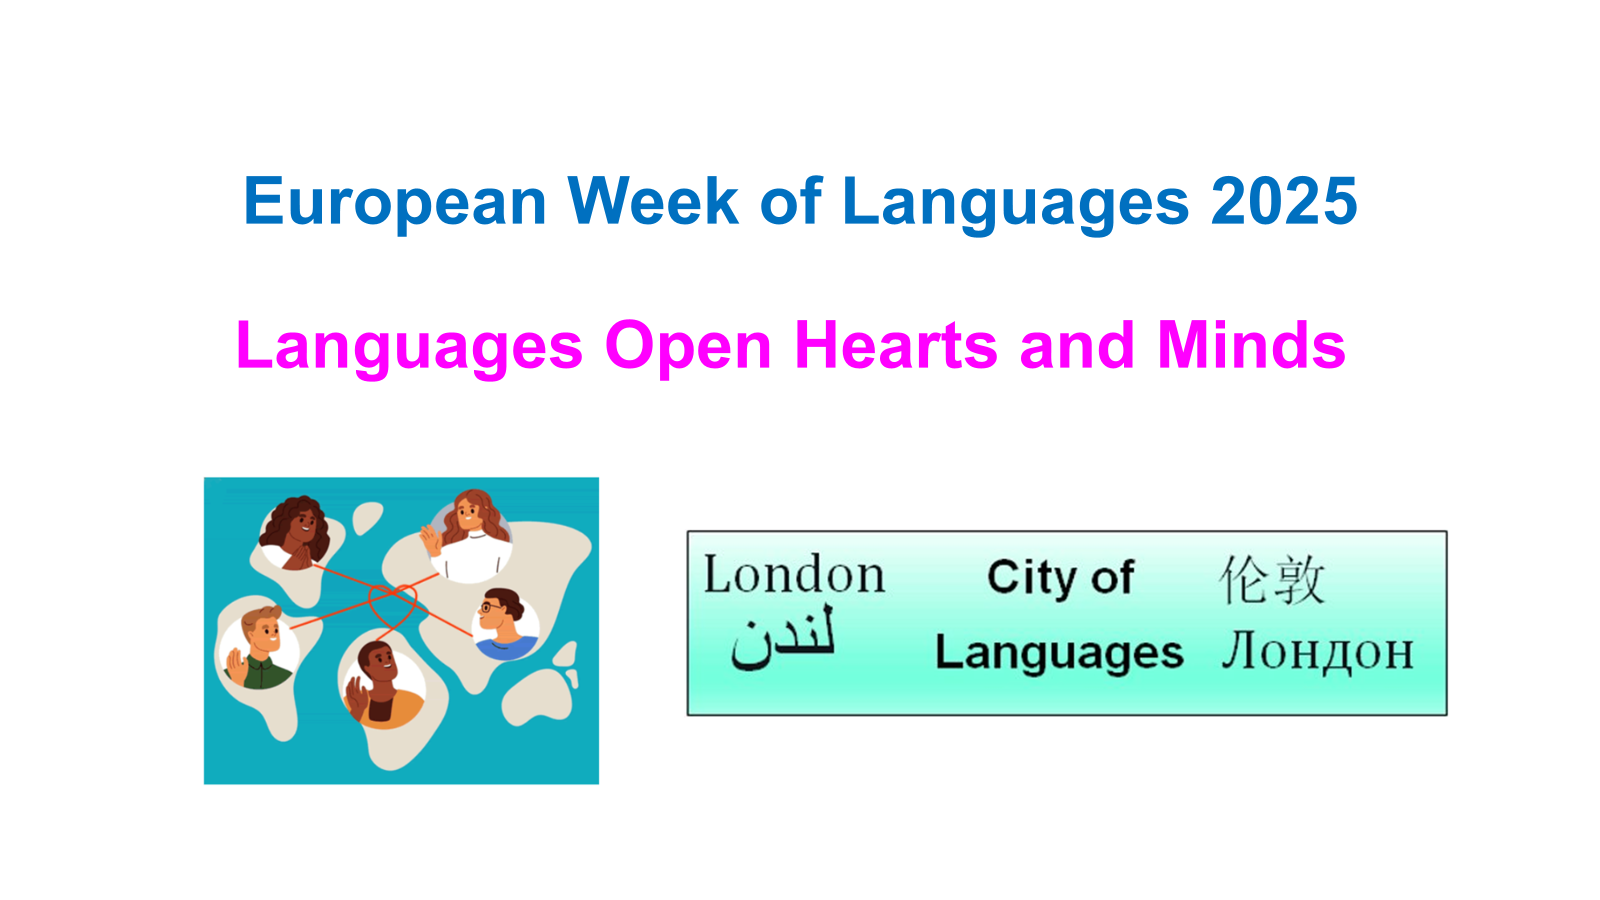 European Week of Languages 2025
Languages Open Hearts and Minds
London
لندن
City of
Languages
伦敦
Лондон